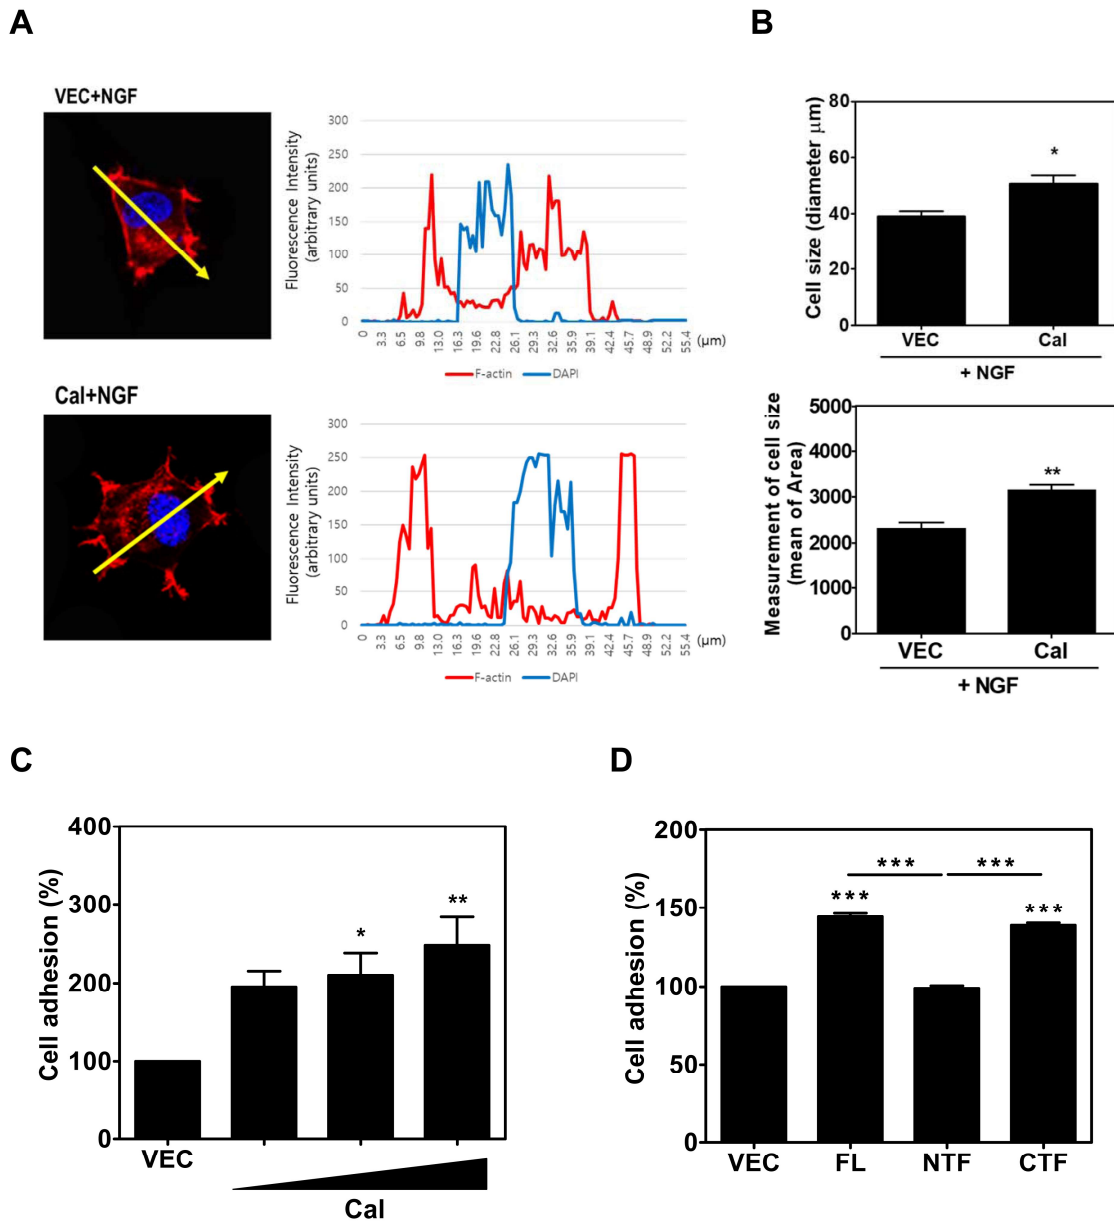 A
VEC+NGF
Fluorescence Intensity
(arbitrary units)
300
250
200
150
100
50
0
0 3.3 6.5 9.8 13.0 16.3 19.6 22.8 26.1 29.3 32.6 35.9 39.1 42.4 45.7 48.9 52.2 55.4 (μm)
F-actin DAPI
Cal+NGF
Fluorescence Intensity
(arbitrary units)
300
250
200
150
100
50
0
0 3.3 6.5 9.8 13.0 16.3 19.6 22.8 26.1 29.3 32.6 35.9 39.1 42.4 45.7 48.9 52.2 55.4 (μm)
F-actin DAPI
B
Cell size (diameter μm)
80
60
40
20
0
*
VEC Cal
+ NGF
Measurement of cell size
(mean of Area)
5000
4000
3000
2000
1000
0
**
VEC Cal
+ NGF
C
Cell adhesion (%)
400
300
200
100
0
* **
VEC
Cal
D
Cell adhesion (%)
200
150
100
50
0
*** ***
*** ***
VEC FL NTF CTF